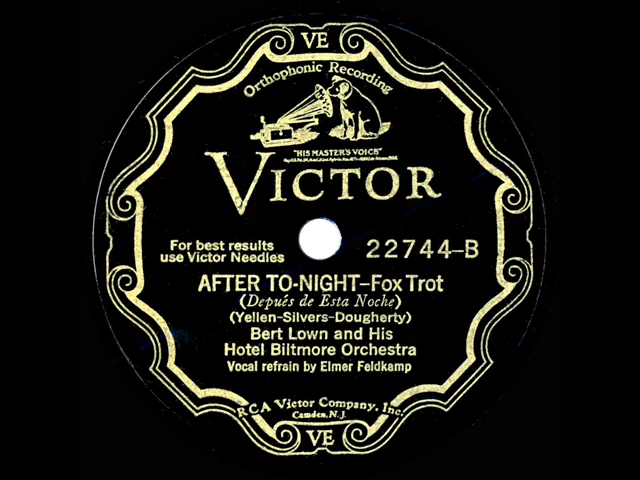 VE
Orthophonic Recording
"HIS MASTER'S VOICE"
VICTOR
For best results
use Victor Needles
22744-B
AFTER TO-NIGHT—Fox Trot
(Depués de Esta Noche)
(Yellen-Silvers-Dougherty)
Bert Lown and His
Hotel Biltmore Orchestra
Vocal refrain by Elmer Feldkamp
RCA Victor Company, Inc.
Camden, N.J.
VE